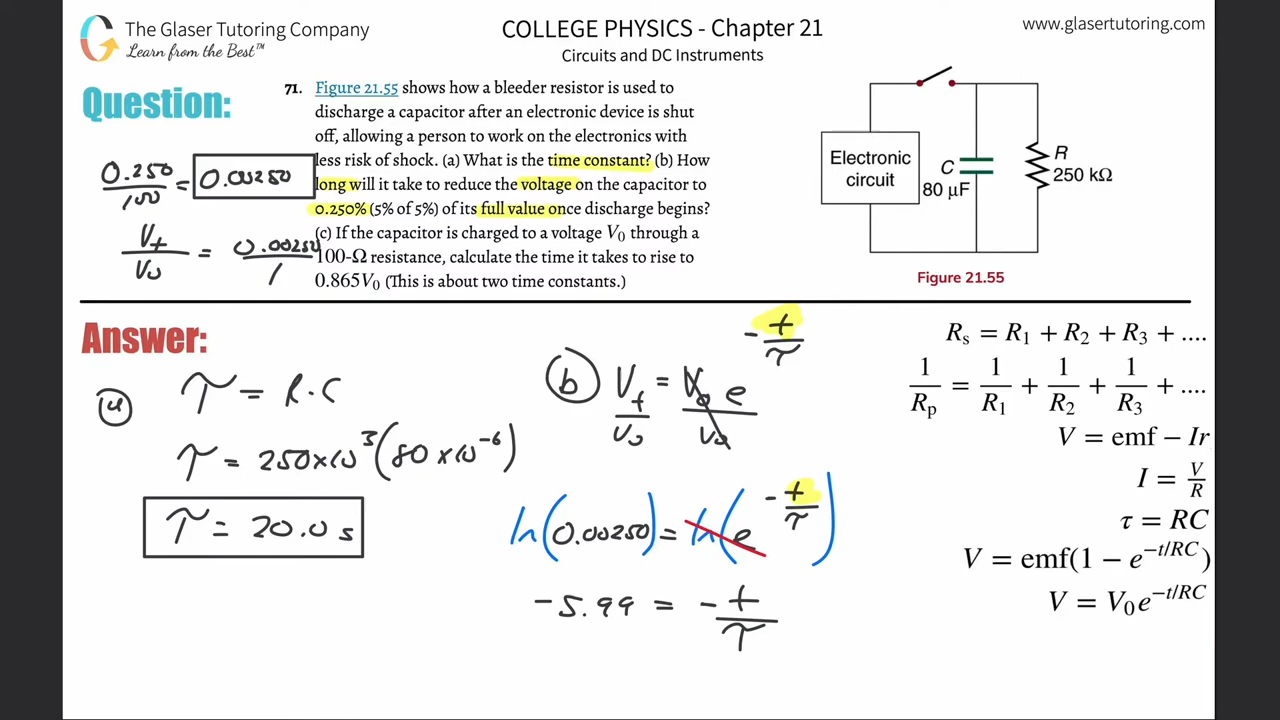 The Glaser Tutoring Company
Learn from the Best™
COLLEGE PHYSICS - Chapter 21
Circuits and DC Instruments
www.glasertutoring.com
Question:
71. Figure 21.55 shows how a bleeder resistor is used to
discharge a capacitor after an electronic device is shut
off, allowing a person to work on the electronics with
less risk of shock. (a) What is the time constant? (b) How
long will it take to reduce the voltage on the capacitor to
0.250% (5% of 5%) of its full value once discharge begins?
(c) If the capacitor is charged to a voltage V₀ through a
100-Ω resistance, calculate the time it takes to rise to
0.865V₀ (This is about two time constants.)
0.250/100 = 0.00250
V_f/V₀ = 0.00250/1
Electronic
circuit
C
80 μF
R
250 kΩ
Figure 21.55
Answer:
(a) τ = R·C
τ = 250×10³(80×10⁻⁶)
τ = 20.0 s
(b) V_f/V₀ = V₀/V₀ e^(-t/τ)
ln(0.00250) = ln(e^(-t/τ))
-5.99 = -t/τ
Rₛ = R₁ + R₂ + R₃ + ....
1/Rₚ = 1/R₁ + 1/R₂ + 1/R₃ + ....
V = emf − Ir
I = V/R
τ = RC
V = emf(1 − e^(−t/RC))
V = V₀e^(−t/RC)